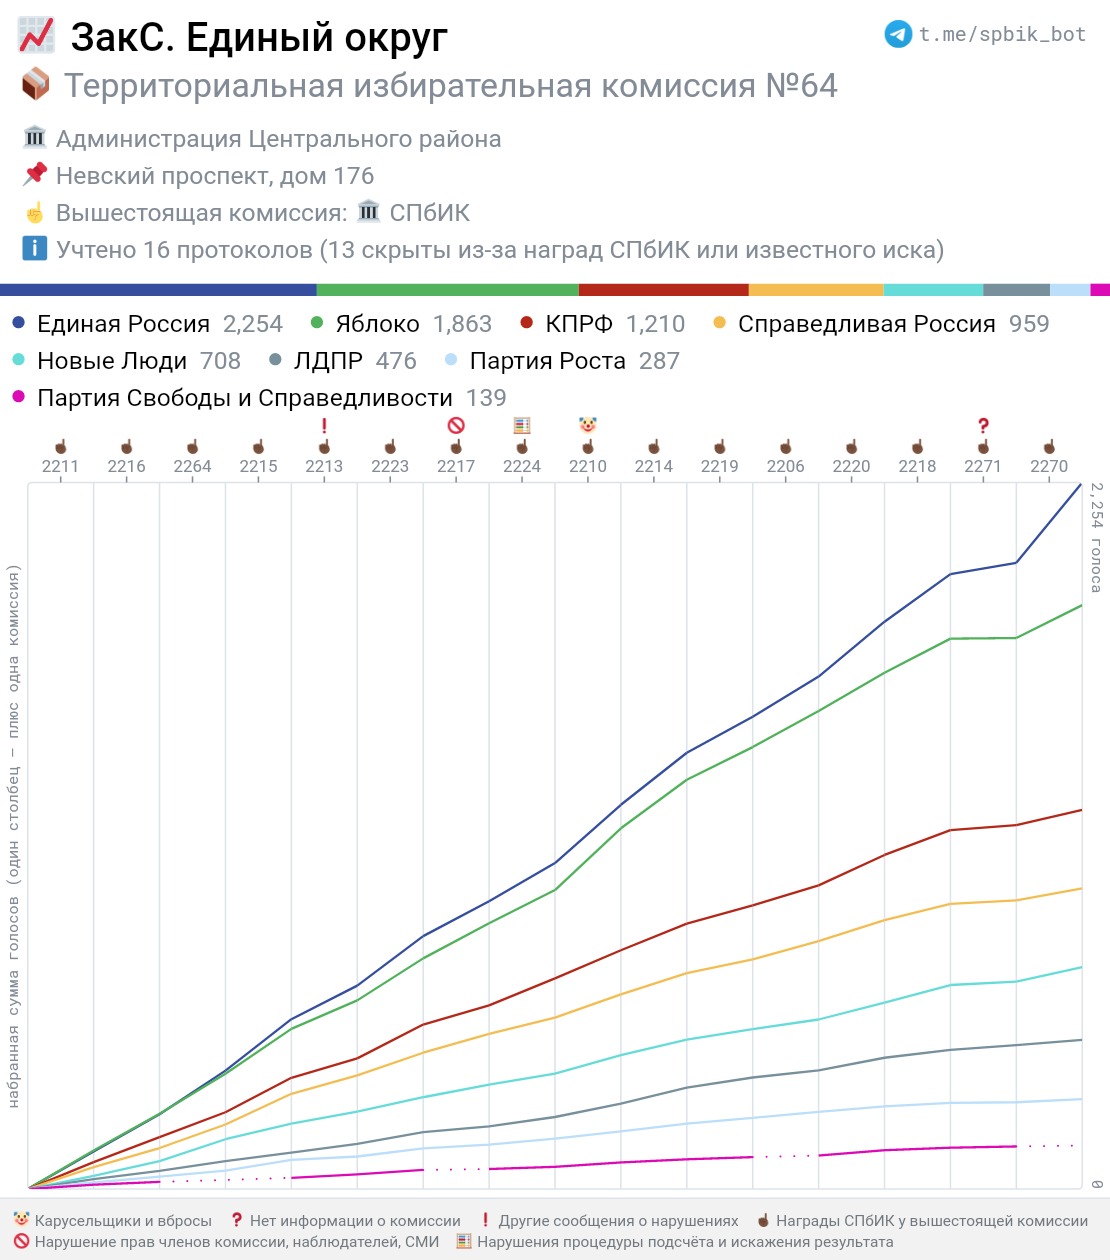 ЗакС. Единый округ
t.me/spbik_bot
Территориальная избирательная комиссия №64
Администрация Центрального района
Невский проспект, дом 176
Вышестоящая комиссия: СПбИК
Учтено 16 протоколов (13 скрыты из-за наград СПбИК или известного иска)
Единая Россия 2,254 Яблоко 1,863 КПРФ 1,210 Справедливая Россия 959
Новые Люди 708 ЛДПР 476 Партия Роста 287
Партия Свободы и Справедливости 139
2211 2216 2264 2215 2213 2223 2217 2224 2210 2214 2219 2206 2220 2218 2271 2270
2,254 голоса
0
набранная сумма голосов (один столбец — плюс одна комиссия)
Карусельщики и вбросы Нет информации о комиссии Другие сообщения о нарушениях Награды СПбИК у вышестоящей комиссии
Нарушение прав членов комиссии, наблюдателей, СМИ Нарушения процедуры подсчёта и искажения результата